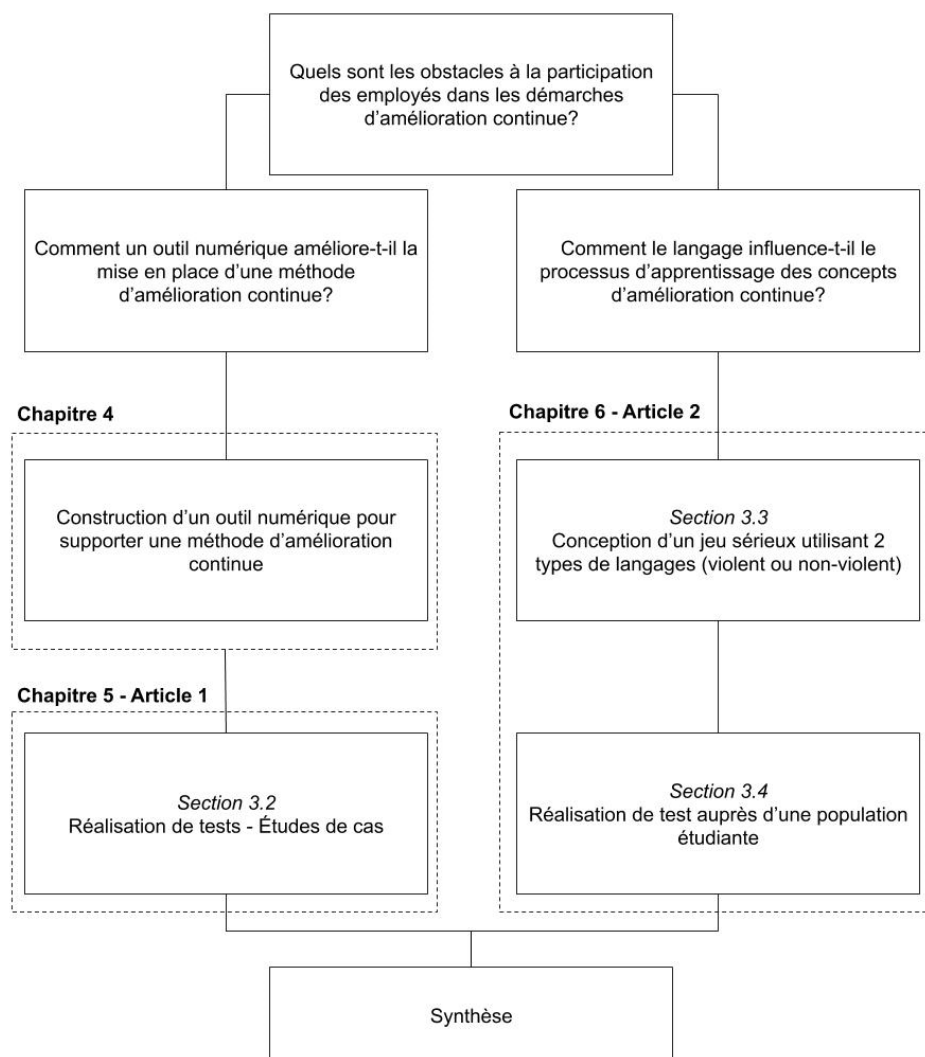 Quels sont les obstacles à la participation
des employés dans les démarches
d'amélioration continue?
Comment un outil numérique améliore-t-il la
mise en place d'une méthode
d'amélioration continue?
Comment le langage influence-t-il le
processus d'apprentissage des concepts
d'amélioration continue?
Chapitre 4
Construction d'un outil numérique pour
supporter une méthode d'amélioration
continue
Chapitre 5 - Article 1
Section 3.2
Réalisation de tests - Études de cas
Chapitre 6 - Article 2
Section 3.3
Conception d'un jeu sérieux utilisant 2
types de langages (violent ou non-violent)
Section 3.4
Réalisation de test auprès d'une population
étudiante
Synthèse